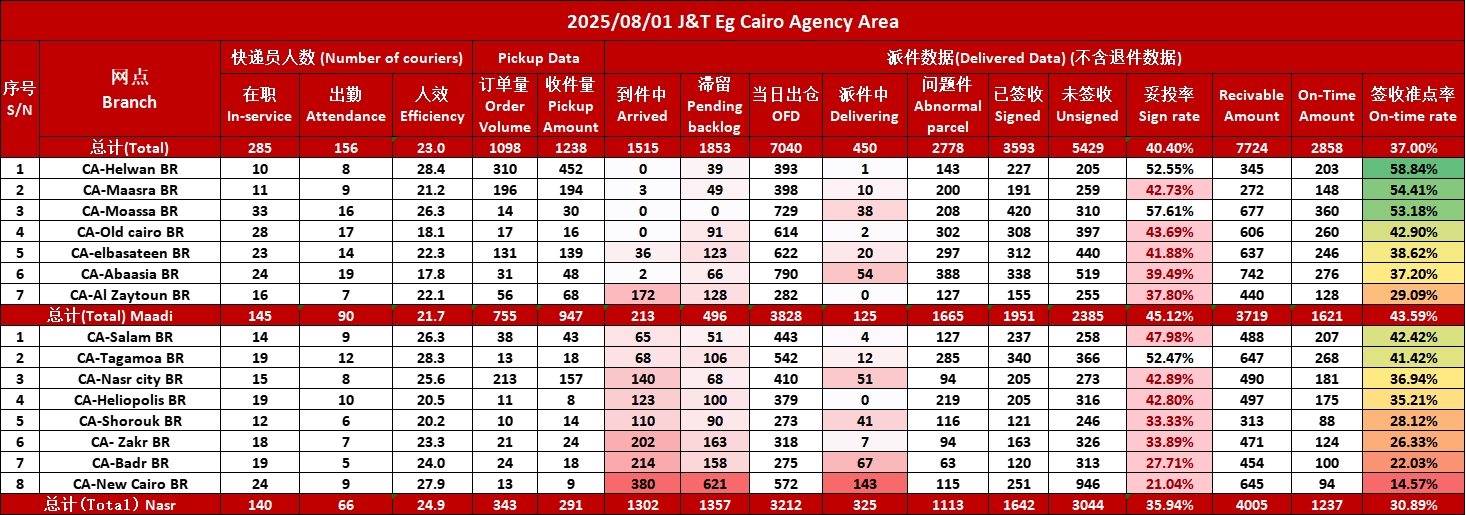 2025/08/01 J&T Eg Cairo Agency Area
序号 S/N 网点 Branch 快递员人数 (Number of couriers) Pickup Data 派件数据(Delivered Data) (不含退件数据)
在职 In-service 出勤 Attendance 人效 Efficiency 订单量 Order Volume 收件量 Pickup Amount 到件中 Arrived 滞留 Pending backlog 当日出仓 OFD 派件中 Delivering 问题件 Abnormal parcel 已签收 Signed 未签收 Unsigned 妥投率 Sign rate Recivable Amount On-Time Amount 签收准点率 On-time rate
总计(Total) 285 156 23.0 1098 1238 1515 1853 7040 450 2778 3593 5429 40.40% 7724 2858 37.00%
1 CA-Helwan BR 10 8 28.4 310 452 0 39 393 1 143 227 205 52.55% 345 203 58.84%
2 CA-Maasra BR 11 9 21.2 196 194 3 49 398 10 200 191 259 42.73% 272 148 54.41%
3 CA-Moassa BR 33 16 26.3 14 30 0 0 729 38 208 420 310 57.61% 677 360 53.18%
4 CA-Old cairo BR 28 17 18.1 17 16 0 91 614 2 302 308 397 43.69% 606 260 42.90%
5 CA-elbasateen BR 23 14 22.3 131 139 36 123 622 20 297 312 440 41.88% 637 246 38.62%
6 CA-Abaasia BR 24 19 17.8 31 48 2 66 790 54 388 338 519 39.49% 742 276 37.20%
7 CA-Al Zaytoun BR 16 7 22.1 56 68 172 128 282 0 127 155 255 37.80% 440 128 29.09%
总计(Total) Maadi 145 90 21.7 755 947 213 496 3828 125 1665 1951 2385 45.12% 3719 1621 43.59%
1 CA-Salam BR 14 9 26.3 38 43 65 51 443 4 127 237 258 47.98% 488 207 42.42%
2 CA-Tagamoa BR 19 12 28.3 13 18 68 106 542 12 285 340 366 52.47% 647 268 41.42%
3 CA-Nasr city BR 15 8 25.6 213 157 140 68 410 51 94 205 273 42.89% 490 181 36.94%
4 CA-Heliopolis BR 19 10 20.5 11 8 123 100 379 0 219 205 316 42.80% 497 175 35.21%
5 CA-Shorouk BR 12 6 20.2 10 14 110 90 273 41 116 121 246 33.33% 313 88 28.12%
6 CA- Zakr BR 18 7 23.3 21 24 202 163 318 7 94 163 326 33.89% 471 124 26.33%
7 CA-Badr BR 19 5 24.0 24 18 214 158 275 67 63 120 313 27.71% 454 100 22.03%
8 CA-New Cairo BR 24 9 27.9 13 9 380 621 572 143 115 251 946 21.04% 645 94 14.57%
总计(Total) Nasr 140 66 24.9 343 291 1302 1357 3212 325 1113 1642 3044 35.94% 4005 1237 30.89%